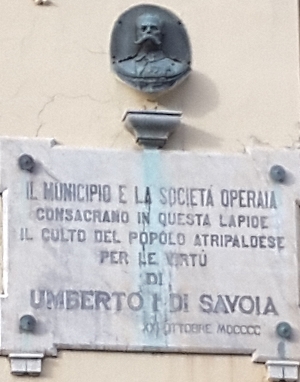 IL MUNICIPIO E LA SOCIETÁ OPERAIA
CONSACRANO IN QUESTA LAPIDE
IL CULTO DEL POPOLO ATRIPALDESE
PER LE VIRTÙ
DI
UMBERTO I DI SAVOIA
XXI OTTOBRE MDCCCC